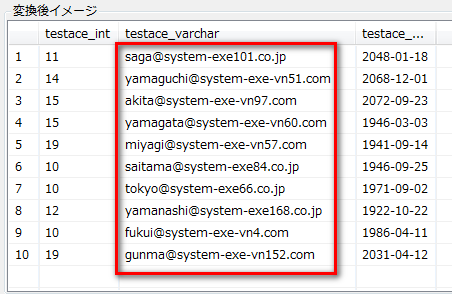 変換後イメージ
testace_int testace_varchar testace_...
1 11 saga@system-exe101.co.jp 2048-01-18
2 14 yamaguchi@system-exe-vn51.com 2068-12-01
3 15 akita@system-exe-vn97.com 2072-09-23
4 15 yamagata@system-exe-vn60.com 1946-03-03
5 19 miyagi@system-exe-vn57.com 1941-09-14
6 10 saitama@system-exe84.co.jp 1946-09-25
7 10 tokyo@system-exe66.co.jp 1971-09-02
8 12 yamanashi@system-exe168.co.jp 1922-10-22
9 10 fukui@system-exe-vn4.com 1986-04-11
10 19 gunma@system-exe-vn152.com 2031-04-12